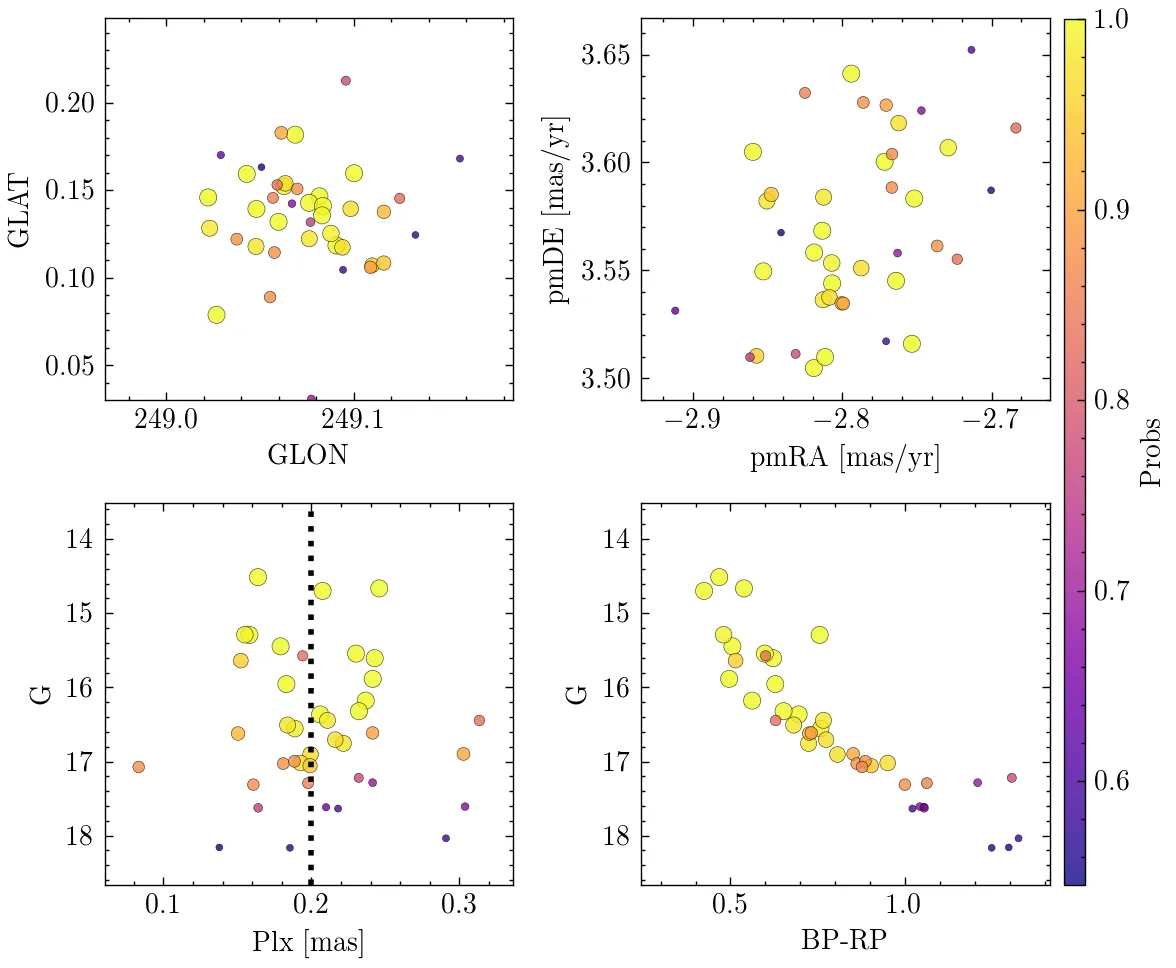 0.20
0.15
0.10
0.05
GLAT
249.0 249.1
GLON
3.65
3.60
3.55
3.50
pmDE [mas/yr]
−2.9 −2.8 −2.7
pmRA [mas/yr]
1.0
0.9
0.8
0.7
0.6
Probs
14
15
16
17
18
G
0.1 0.2 0.3
Plx [mas]
14
15
16
17
18
G
0.5 1.0
BP-RP